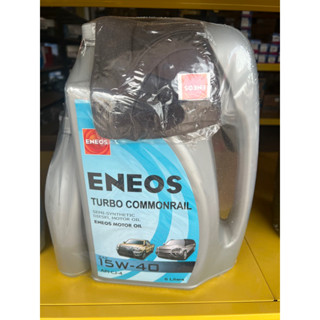 ENEOS
ENEOS
TURBO COMMONRAIL
SEMI-SYNTHETIC
DIESEL MOTOR OIL
ENEOS MOTOR OIL
15W-40